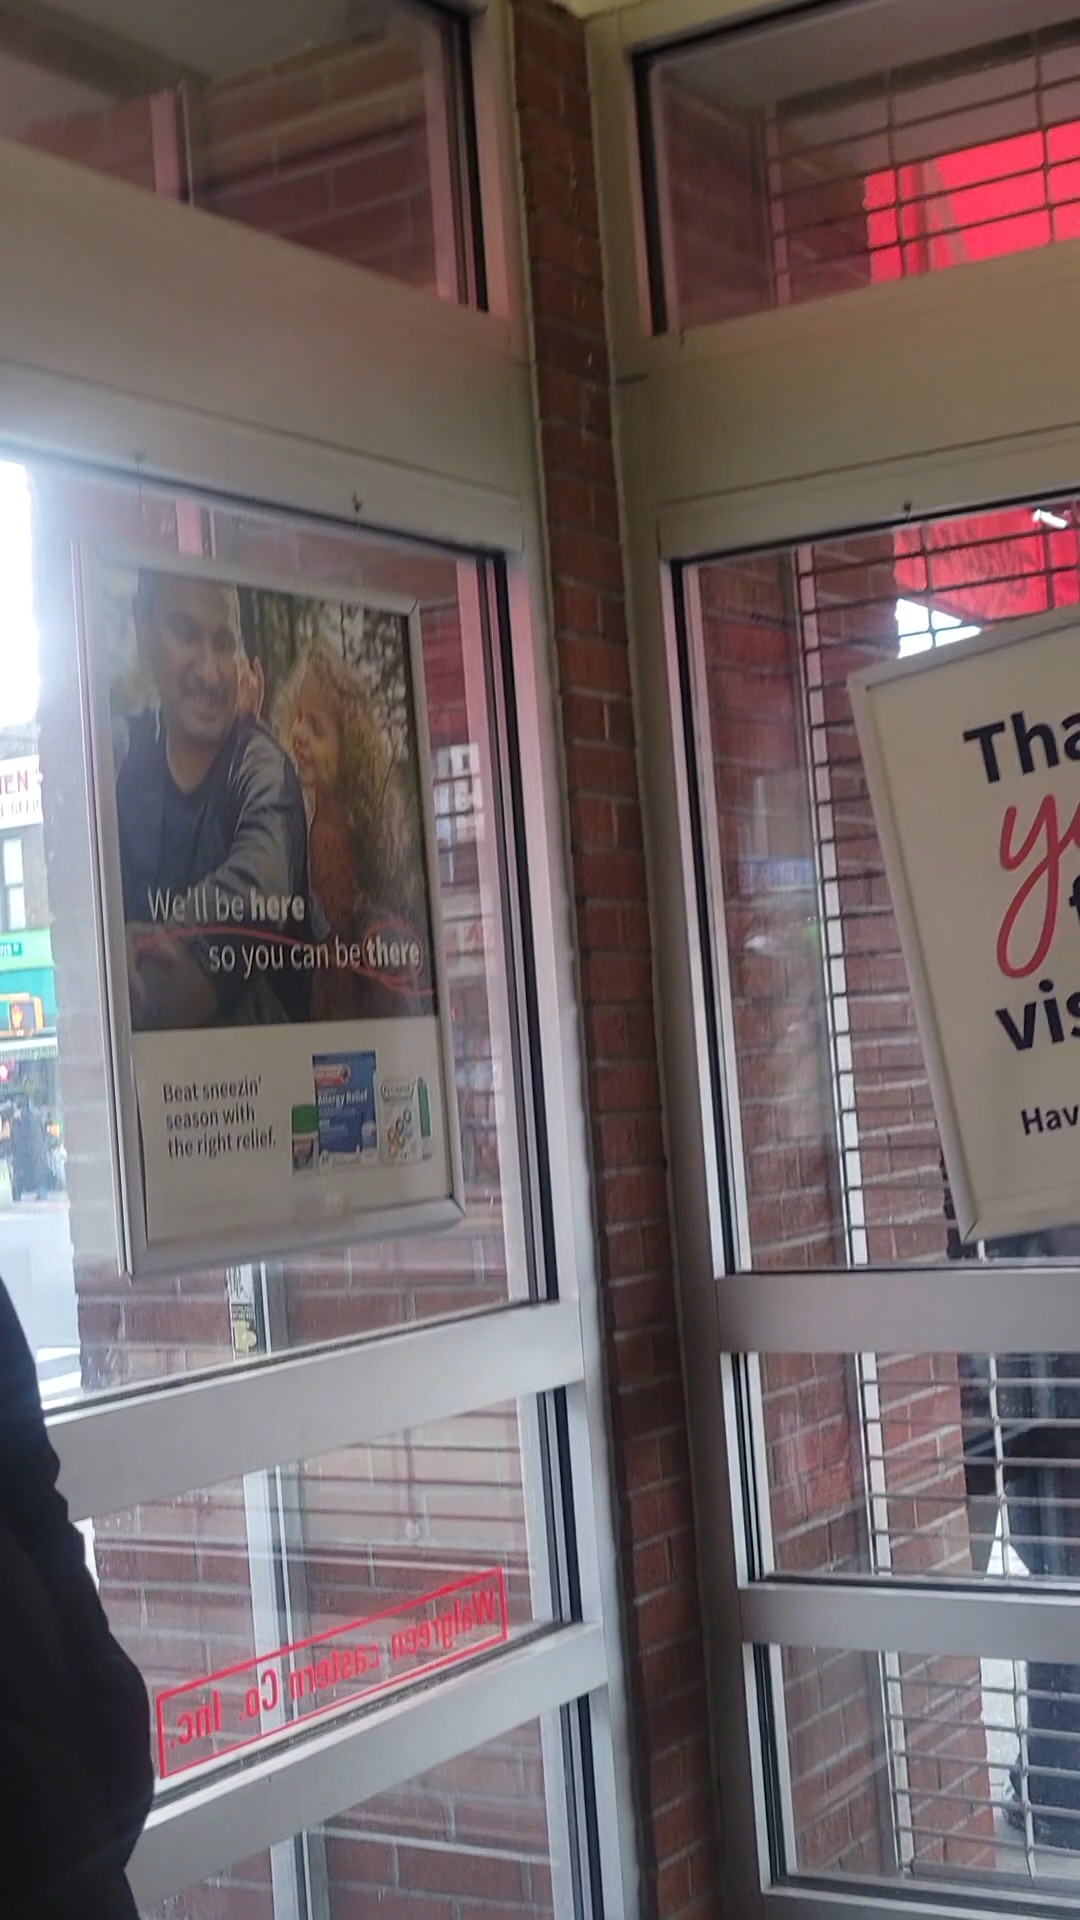 We'll be here
so you can be there
Beat sneezin'
season with
the right relief.
Allergy Relief
Tha
yo
f
vis
Hav
Walgreen Eastern Co. Inc.